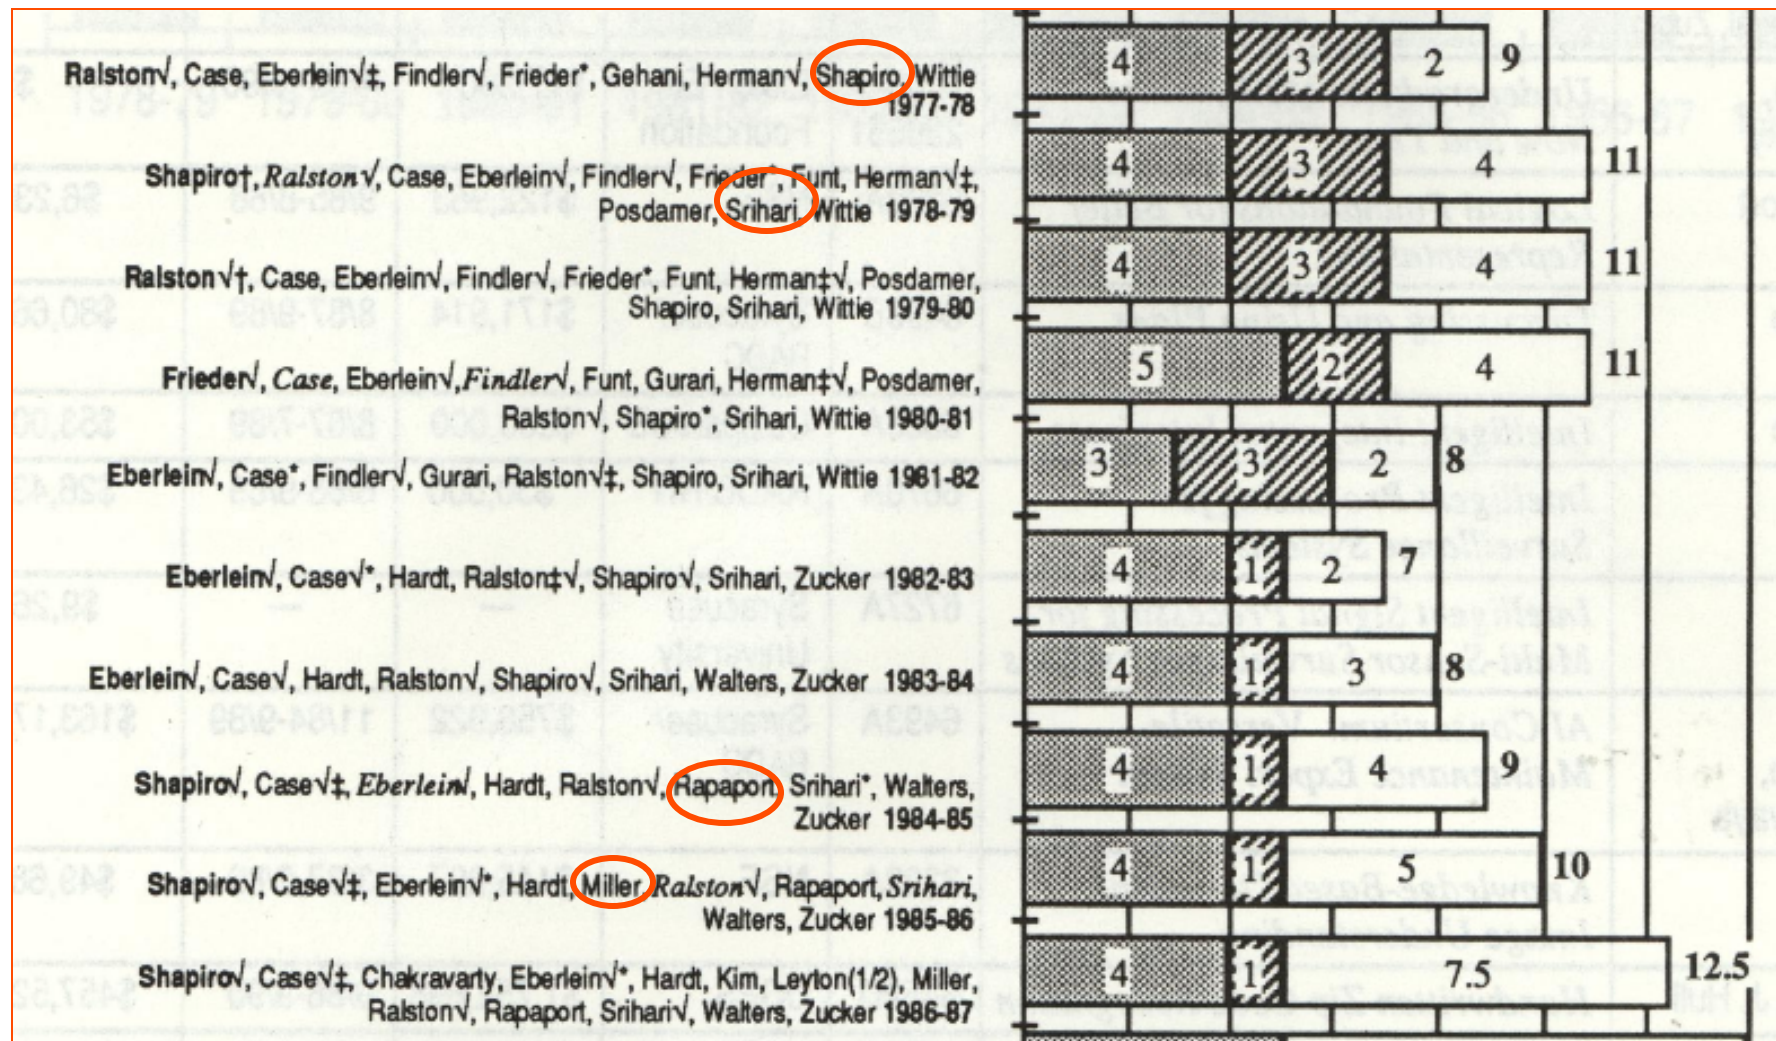 Ralston√, Case, Eberlein√‡, Findler√, Frieder*, Gehani, Herman√, Shapiro, Wittie
1977-78
4 3 2 9
Shapiro†, Ralston√, Case, Eberlein√, Findler√, Frieder*, Funt, Herman√‡,
Posdamer, Srihari, Wittie 1978-79
4 3 4 11
Ralston√†, Case, Eberlein√, Findler√, Frieder*, Funt, Herman‡√, Posdamer,
Shapiro, Srihari, Wittie 1979-80
4 3 4 11
Frieder√, Case, Eberlein√, Findler√, Funt, Gurari, Herman‡√, Posdamer,
Ralston√, Shapiro*, Srihari, Wittie 1980-81
5 2 4 11
Eberlein√, Case*, Findler√, Gurari, Ralston√‡, Shapiro, Srihari, Wittie 1981-82
3 3 2 8
Eberlein√, Case√*, Hardt, Ralston‡√, Shapiro√, Srihari, Zucker 1982-83
4 1 2 7
Eberlein√, Case√, Hardt, Ralston√, Shapiro√, Srihari, Walters, Zucker 1983-84
4 1 3 8
Shapiro√, Case√‡, Eberlein√, Hardt, Ralston√, Rapaport, Srihari*, Walters,
Zucker 1984-85
4 1 4 9
Shapiro√, Case√‡, Eberlein√*, Hardt, Miller, Ralston√, Rapaport, Srihari,
Walters, Zucker 1985-86
4 1 5 10
Shapiro√, Case√‡, Chakravarty, Eberlein√*, Hardt, Kim, Leyton(1/2), Miller,
Ralston√, Rapaport, Srihari√, Walters, Zucker 1986-87
4 1 7.5 12.5